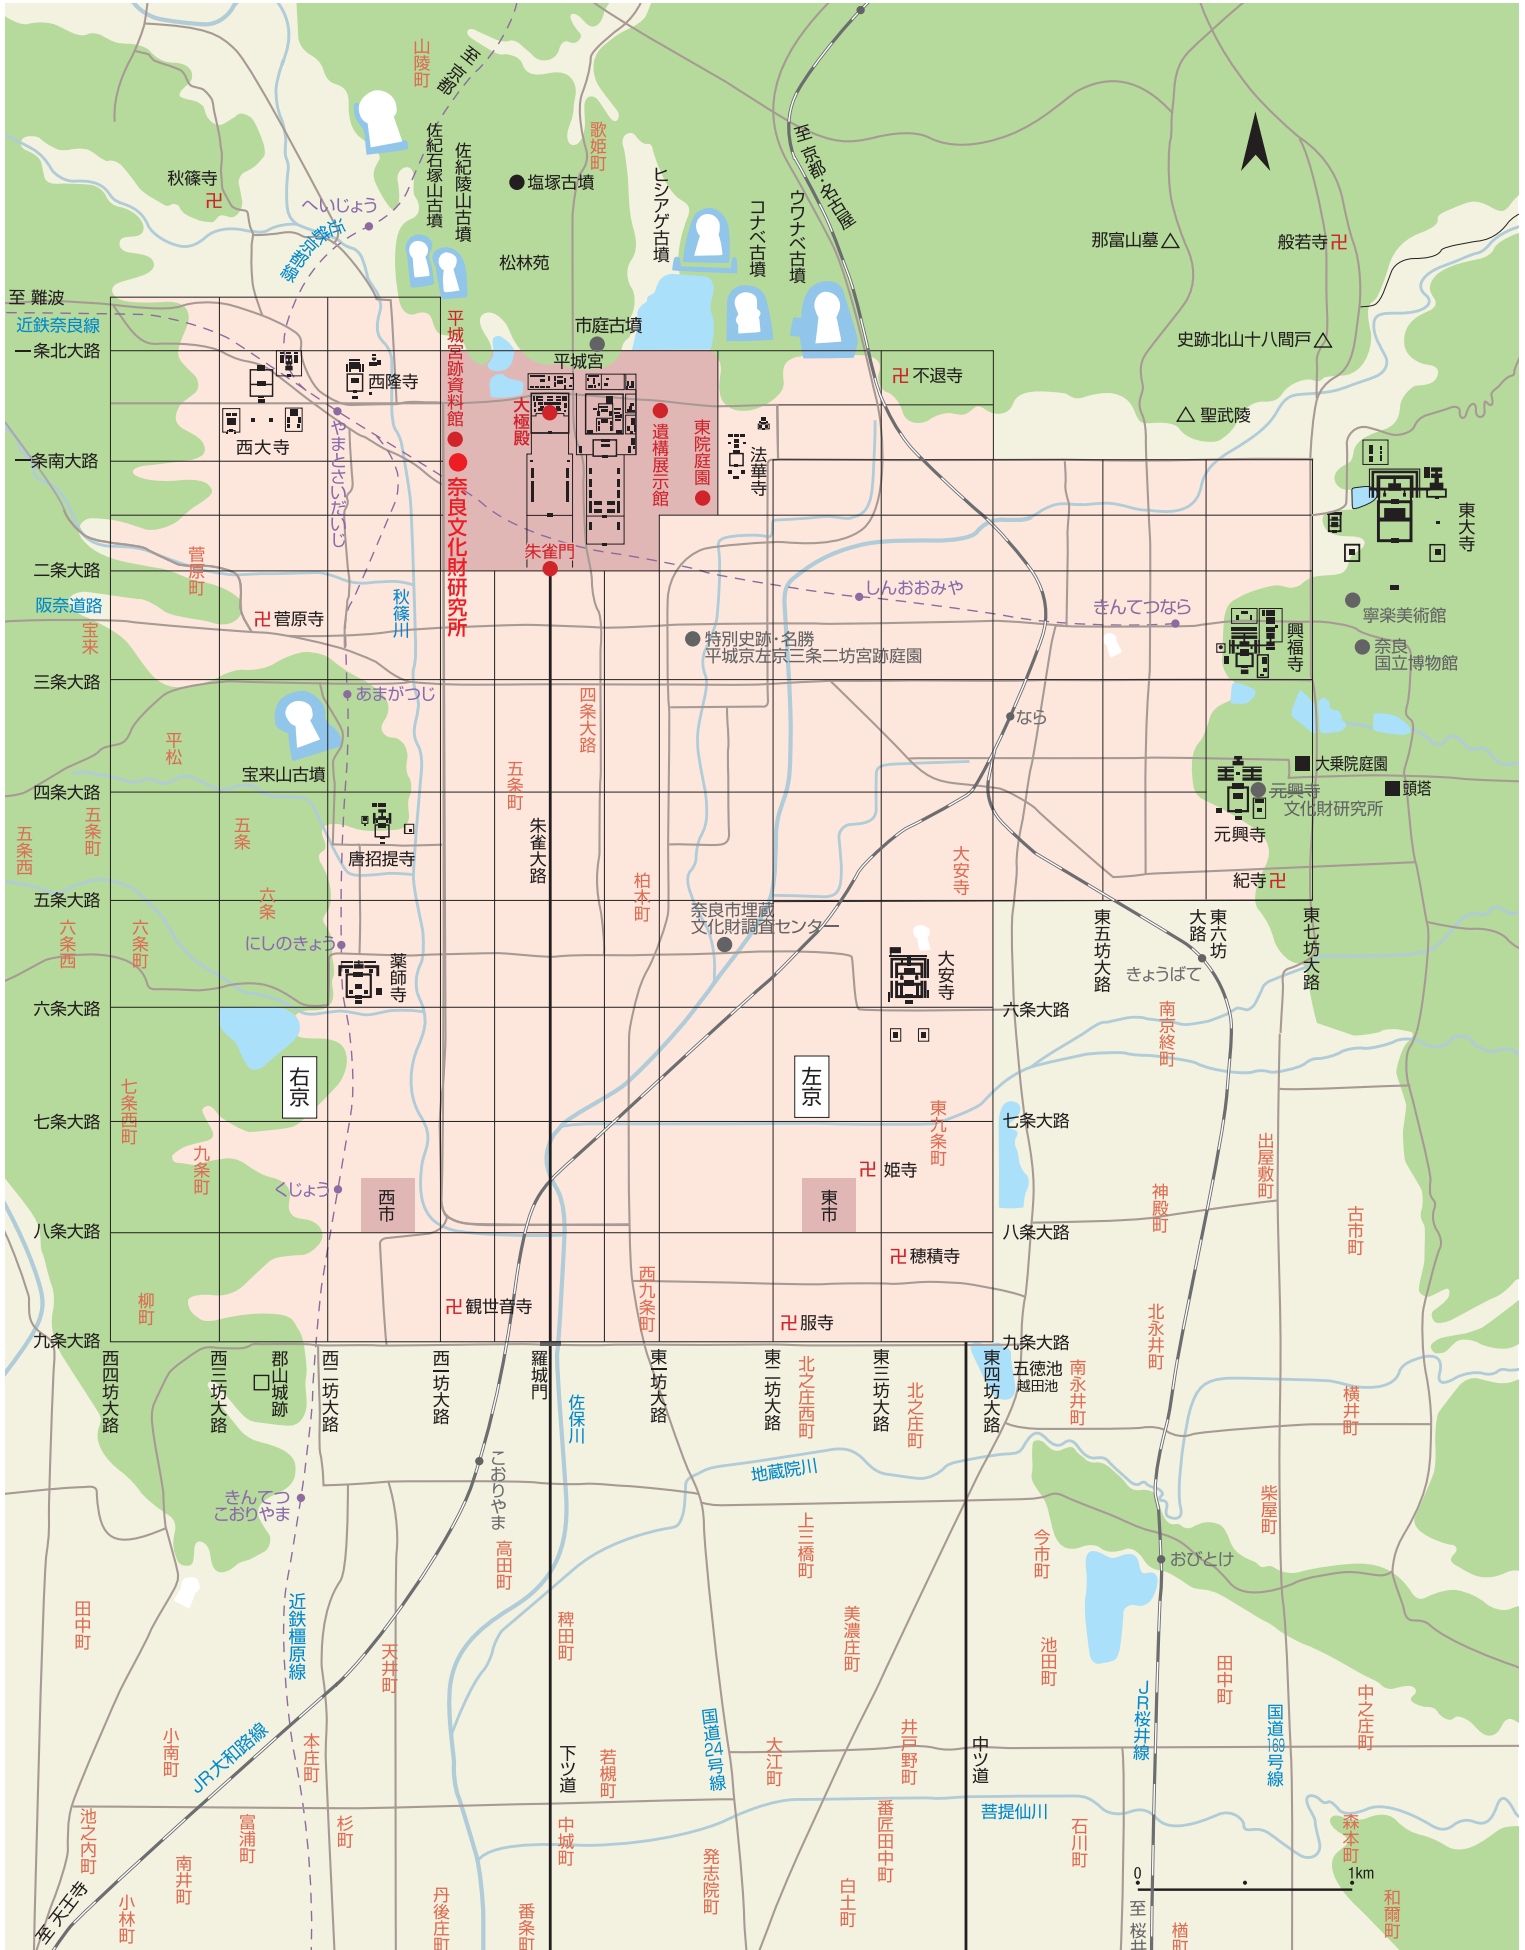 山陵町
至 京都
佐紀石塚山古墳
佐紀陵山古墳
歌姫町
塩塚古墳
ヒシアゲ古墳
コナベ古墳
ウワナベ古墳
至 京都・名古屋
秋篠寺
へいじょう
近鉄京都線
松林苑
那富山墓
般若寺
至 難波
近鉄奈良線
一条北大路
平城宮跡資料館
市庭古墳
平城宮
史跡北山十八間戸
西隆寺
大極殿
不退寺
聖武陵
西大寺
やまとさいだいじ
遺構展示館
東院庭園
法華寺
一条南大路
奈良文化財研究所
東大寺
朱雀門
菅原町
二条大路
阪奈道路
宝来
菅原寺
秋篠川
しんおおみや
きんてつなら
寧楽美術館
特別史跡・名勝
平城京左京三条二坊宮跡庭園
興福寺
奈良
国立博物館
三条大路
あまがつじ
四条大路
なら
平松
宝来山古墳
五条町
大乗院庭園
四条大路
頭塔
元興寺
文化財研究所
五条西
五条町
五条
朱雀大路
元興寺
唐招提寺
大安寺
柏本町
紀寺
六条
五条大路
奈良市埋蔵
文化財調査センター
東五坊大路
東六坊
大路
東七坊大路
六条西
六条町
にしのきょう
薬師寺
大安寺
きょうばて
六条大路
六条大路
南京終町
右京
左京
七条西町
東九条町
七条大路
七条大路
出屋敷町
九条町
姫寺
くじょう
西市
東市
神殿町
古市町
八条大路
八条大路
穂積寺
柳町
西九条町
観世音寺
服寺
北永井町
九条大路
九条大路
西四坊大路
西三坊大路
郡山城跡
西二坊大路
西一坊大路
羅城門
東一坊大路
東二坊大路
北之庄西町
東三坊大路
北之庄町
東四坊大路
五徳池
越田池
南永井町
横井町
佐保川
こおりやま
地蔵院川
きんてつ
こおりやま
柴屋町
高田町
上三橋町
今市町
おびとけ
田中町
近鉄橿原線
稗田町
美濃庄町
池田町
天井町
田中町
中之庄町
JR桜井線
国道169号線
国道24号線
小南町
JR大和路線
本庄町
下ツ道
若槻町
大江町
井戸野町
中ツ道
池之内町
富浦町
杉町
中城町
番匠田中町
菩提仙川
石川町
森本町
南井町
発志院町
白土町
0
1km
至 天王寺
小林町
丹後庄町
番条町
至 桜井
楢町
和爾町